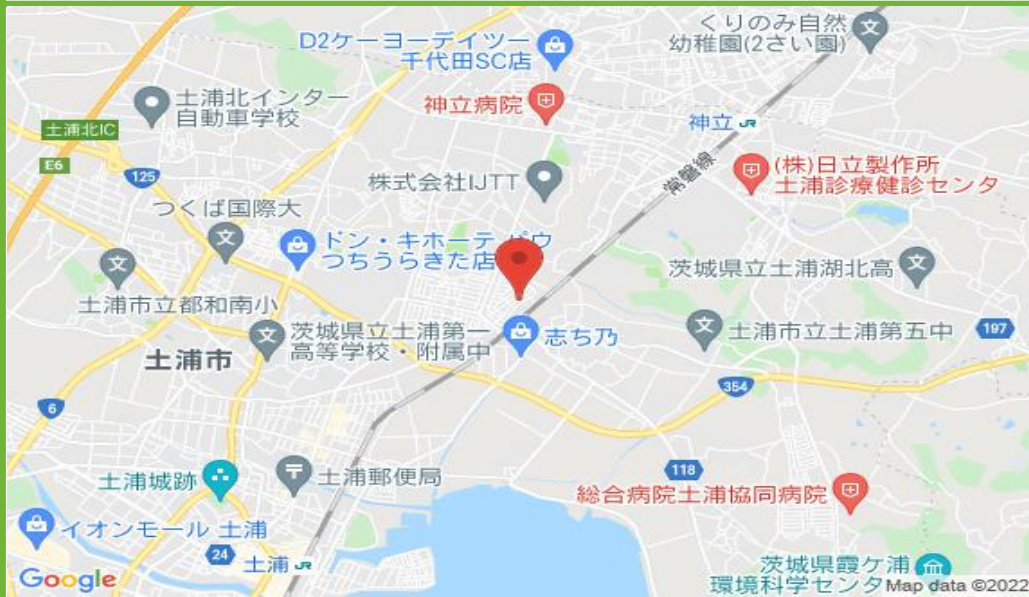 くりのみ自然
幼稚園(2さい園)
D2ケーヨーデイツー
千代田SC店
土浦北インター
自動車学校
神立病院
土浦北IC
神立 JR
E6
125
(株)日立製作所
土浦診療健診センタ
株式会社IJTT
常磐線
つくば国際大
ドン・キホーテ パウ
つちうらきた店
茨城県立土浦湖北高
土浦市立都和南小
茨城県立土浦第一
高等学校・附属中
志ち乃
土浦市立土浦第五中
197
土浦市
354
6
118
土浦城跡
土浦郵便局
総合病院土浦協同病院
イオンモール 土浦
24
土浦 JR
茨城県霞ケ浦
環境科学センタ
Google
Map data ©2022